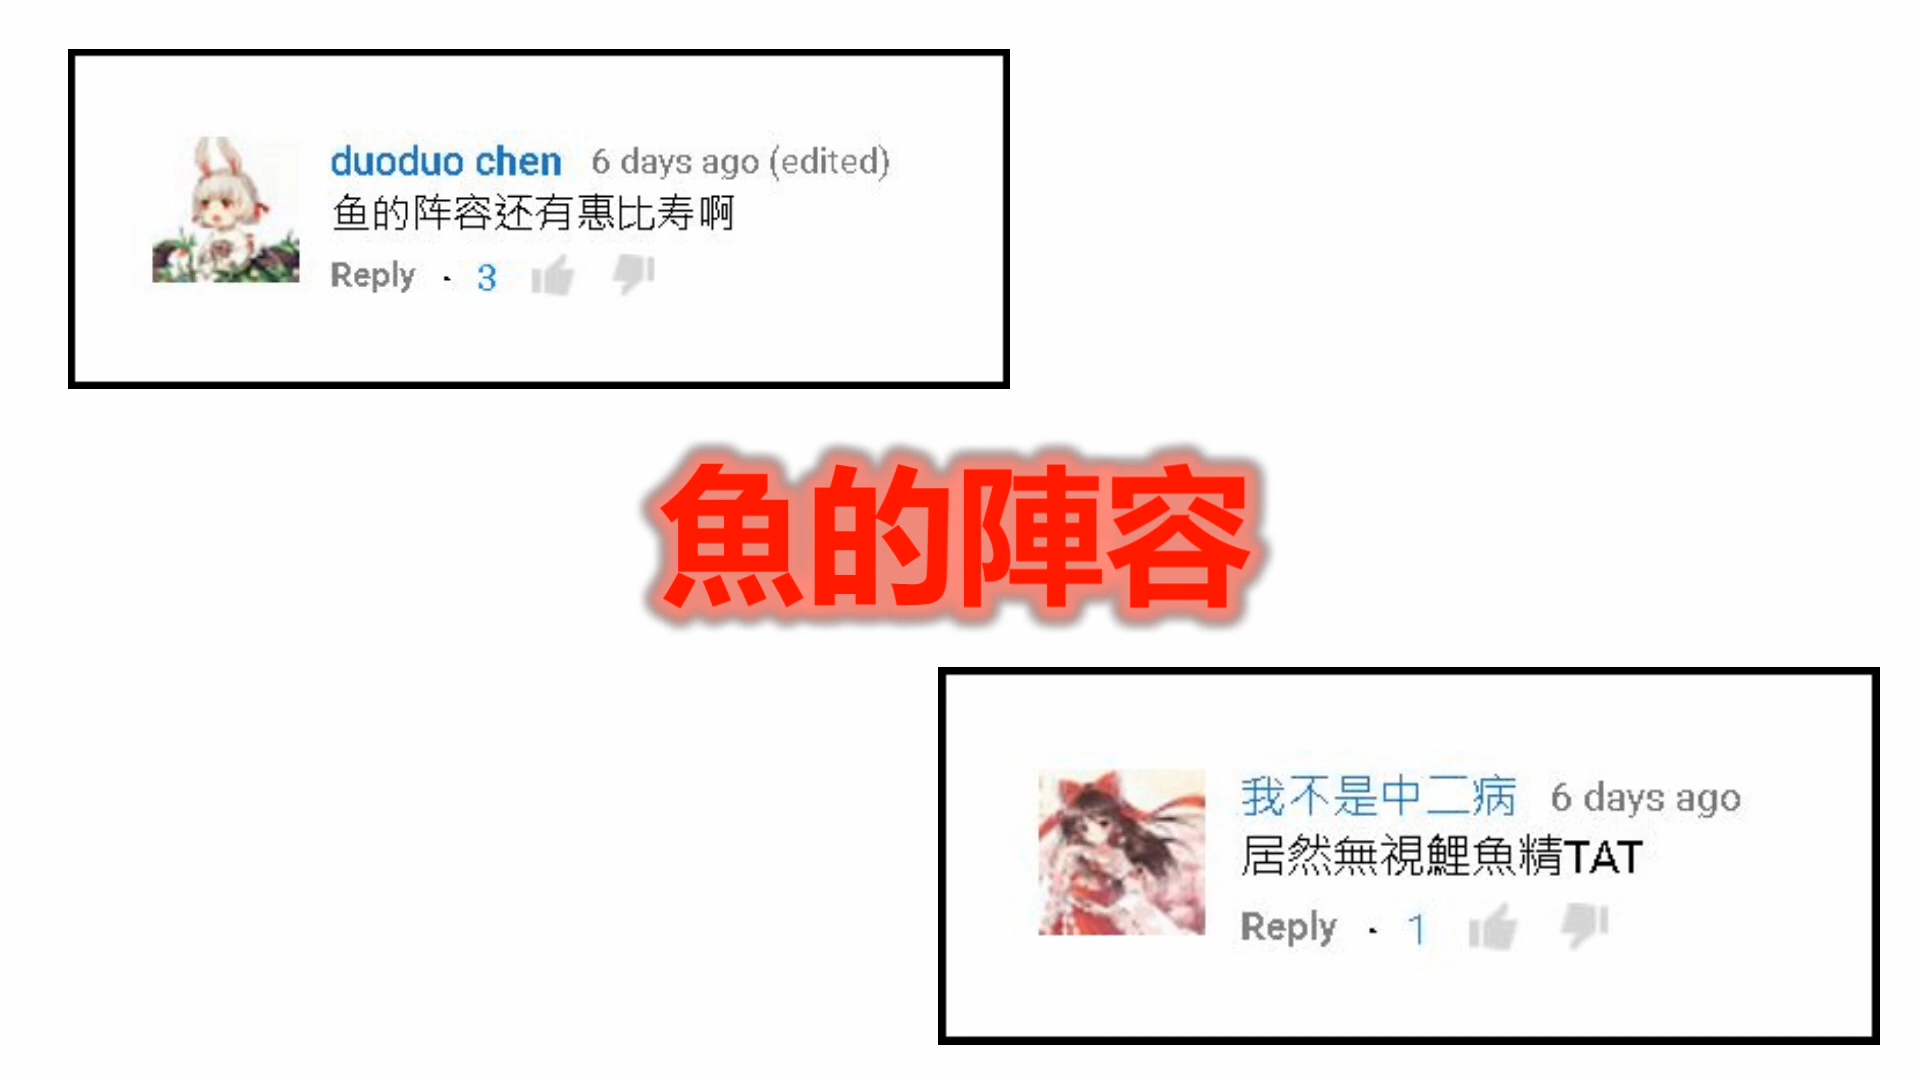 duoduo chen 6 days ago (edited)
鱼的阵容还有惠比寿啊
Reply · 3
魚的陣容
我不是中二病 6 days ago
居然無視鯉魚精TAT
Reply · 1